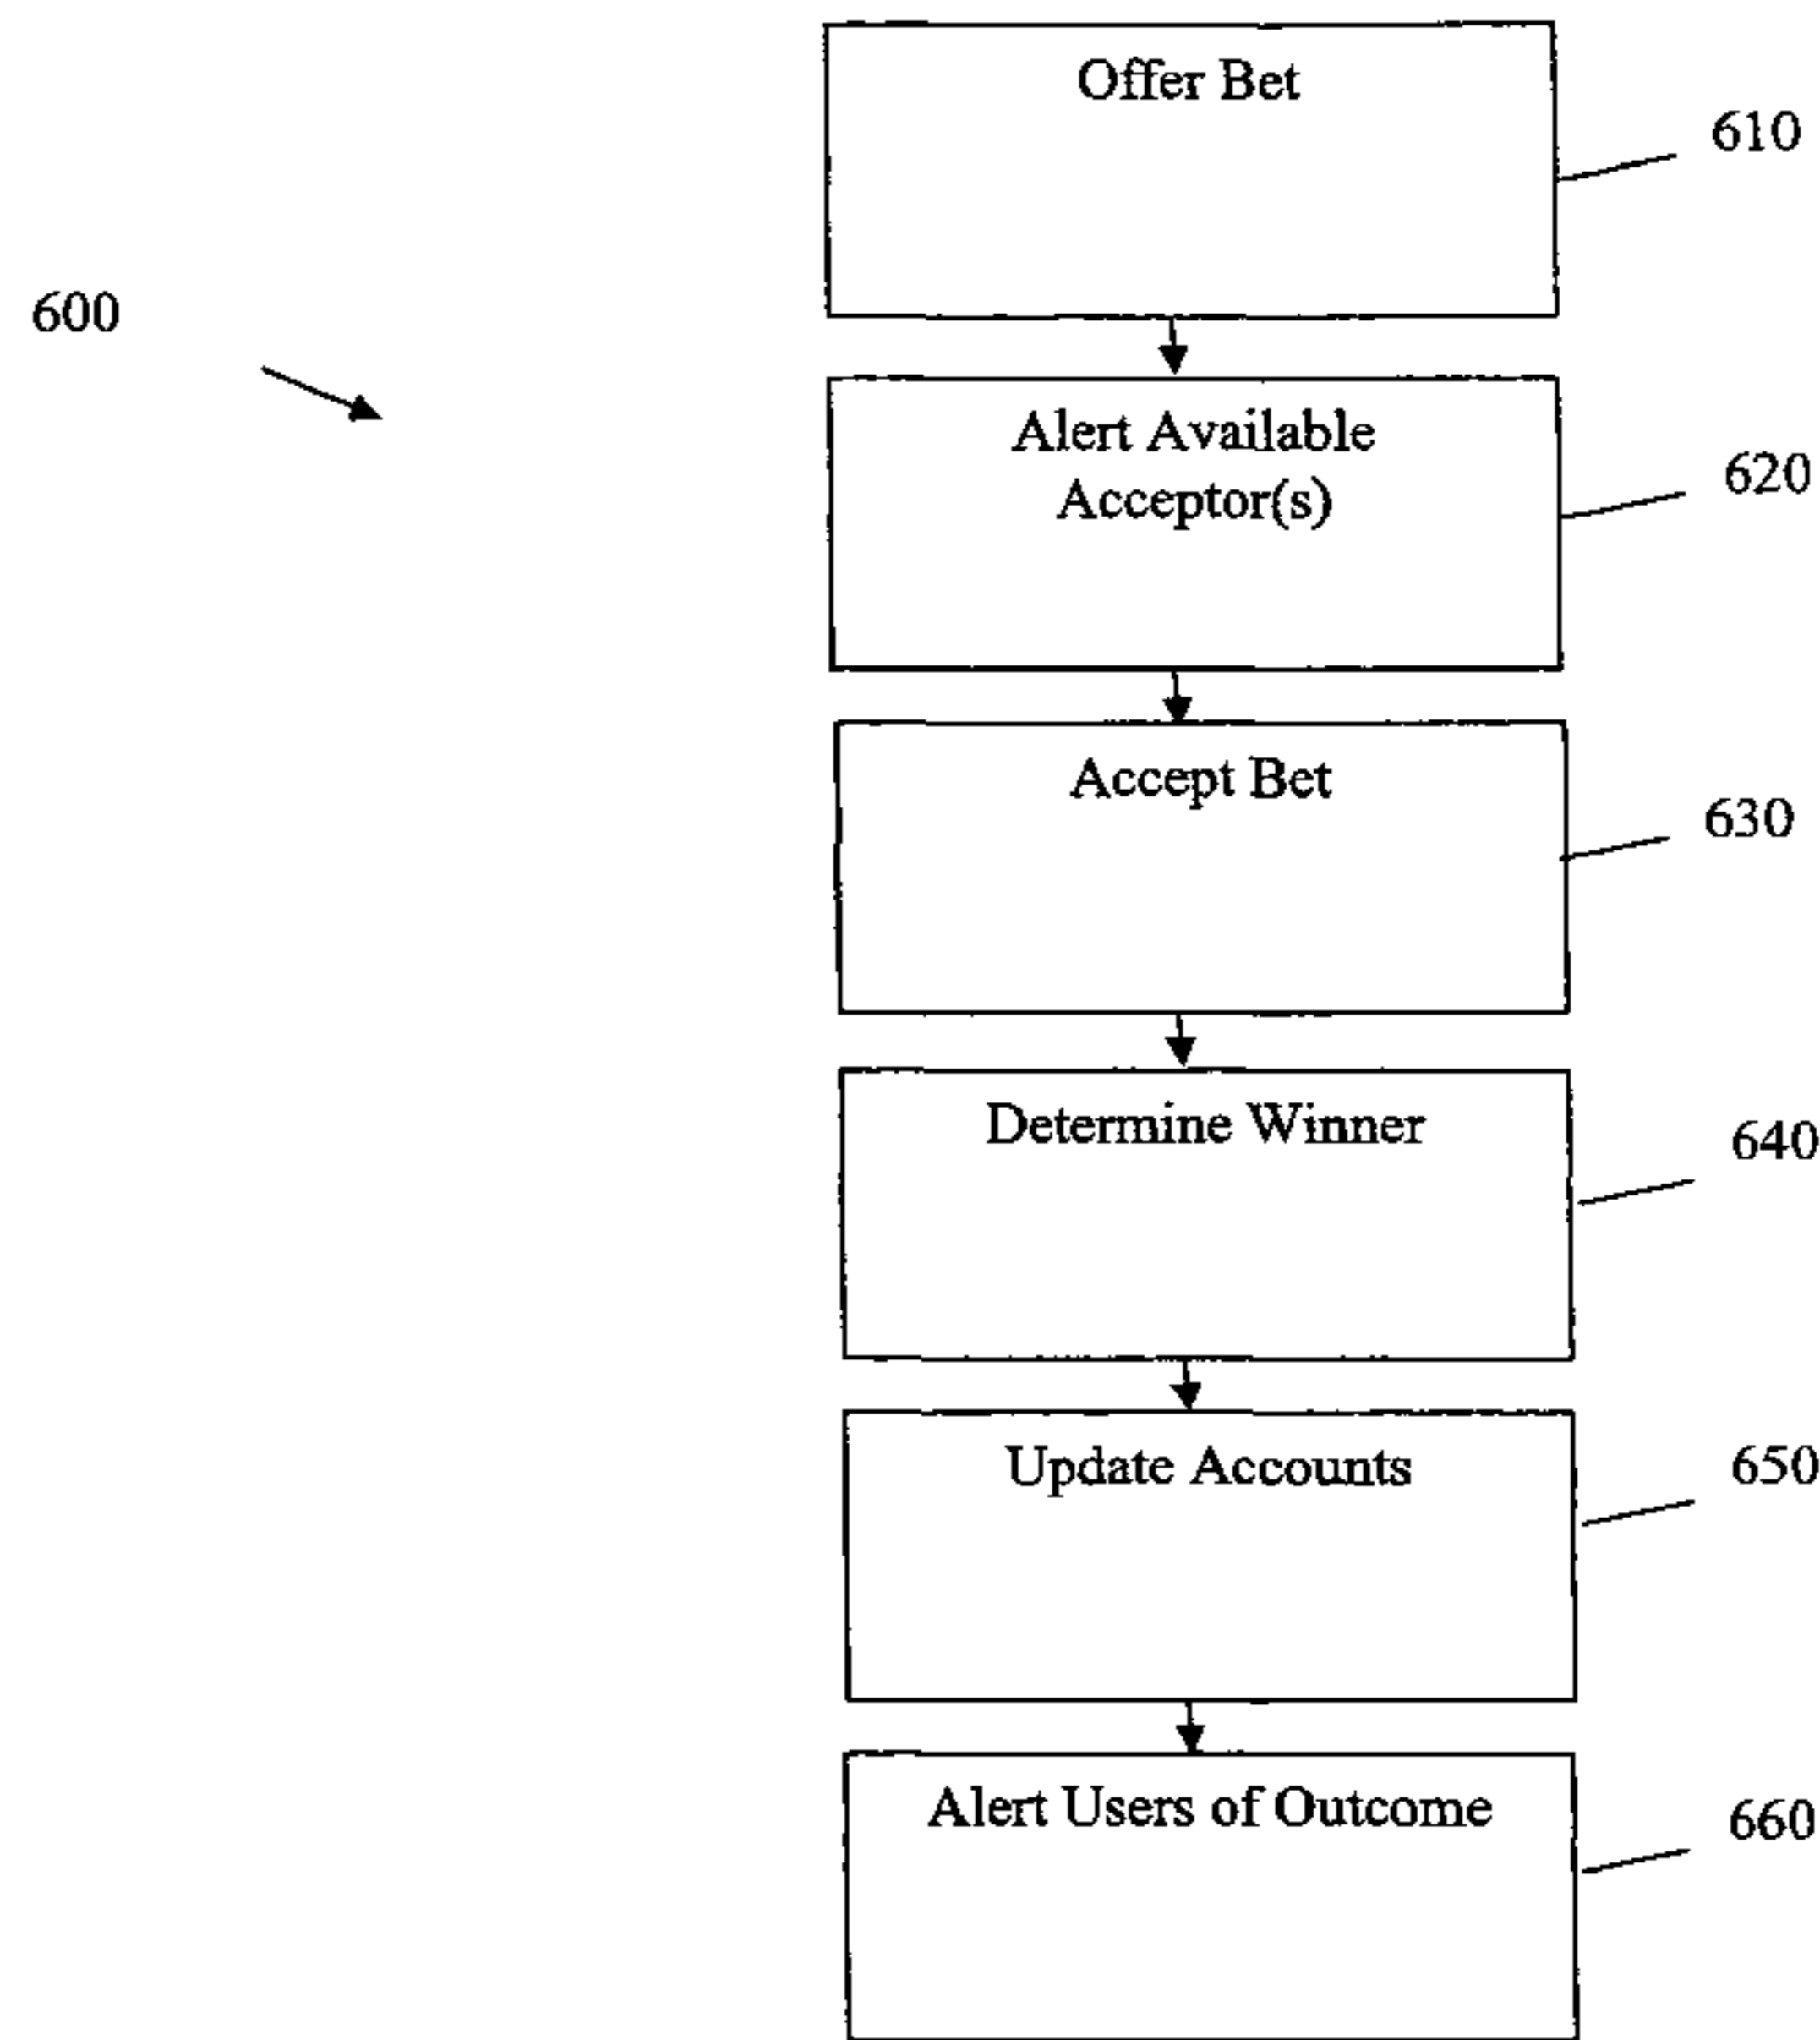 Offer Bet
610
600
Alert Available
Acceptor(s)
620
Accept Bet
630
Determine Winner
640
Update Accounts
650
Alert Users of Outcome
660